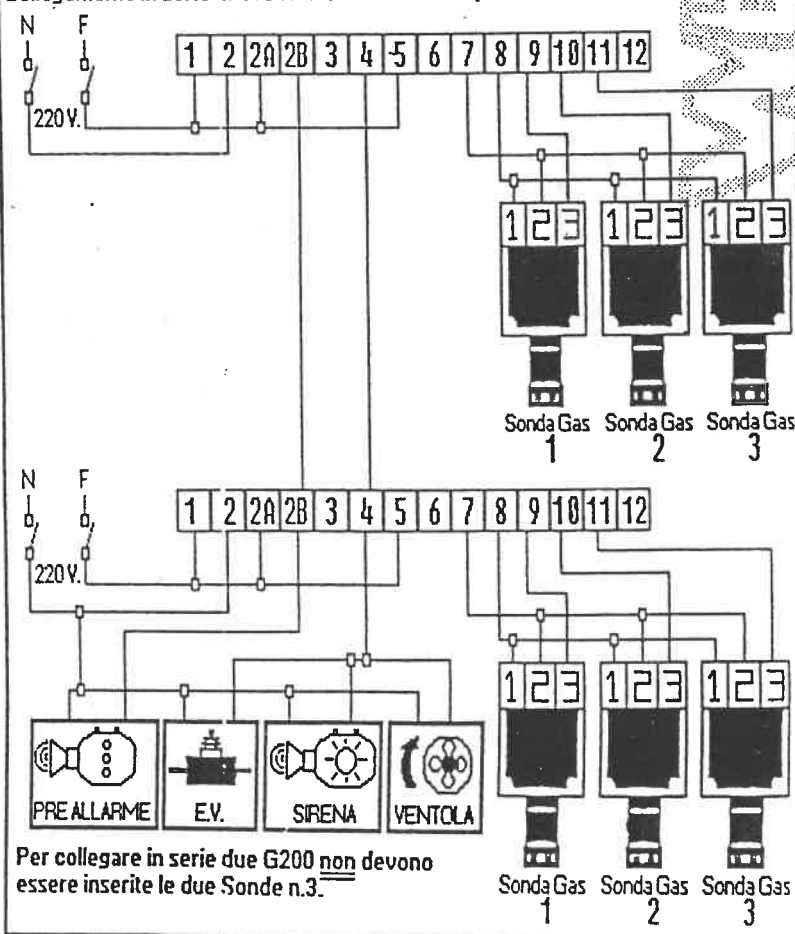 N F
1 2 2A 2B 3 4 5 6 7 8 9 10 11 12
220V.
1 2 3 1 2 3 1 2 3
Sonda Gas Sonda Gas Sonda Gas
1 2 3
N F
1 2 2A 2B 3 4 5 6 7 8 9 10 11 12
220V.
1 2 3 1 2 3 1 2 3
PRE ALLARME E.V. SIRENA VENTOLA
Per collegare in serie due G200 non devono
essere inserite le due Sonde n.3.
Sonda Gas Sonda Gas Sonda Gas
1 2 3